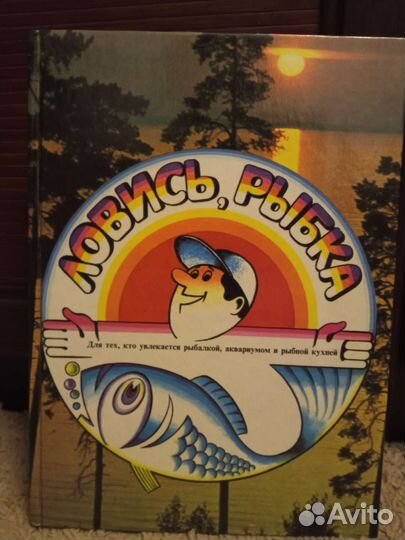 ЛОВИСЬ, РЫБКА
Для тех, кто увлекается рыбалкой, аквариумом и рыбной кухней
Avito